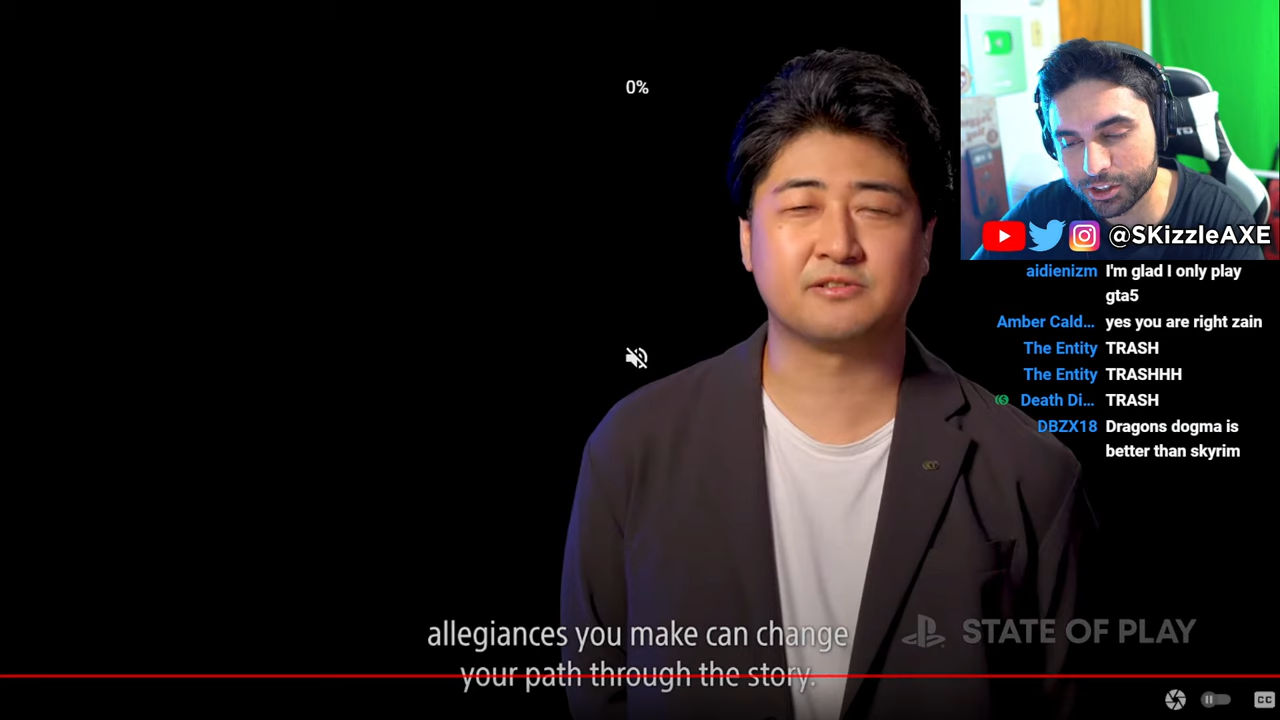 0%
@SKizzleAXE
aidienizm I'm glad I only play
gta5
Amber Cald... yes you are right zain
The Entity TRASH
The Entity TRASHHH
Death Di... TRASH
DBZX18 Dragons dogma is
better than skyrim
allegiances you make can change
your path through the story.
STATE OF PLAY
CC